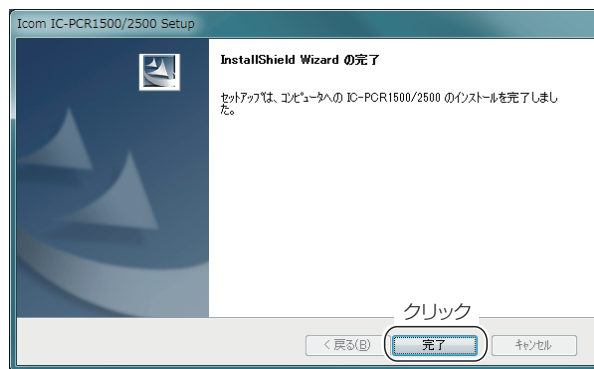 Icom IC-PCR1500/2500 Setup
InstallShield Wizard の完了
セットアップは、コンピュータへの IC-PCR1500/2500 のインストールを完了しまし
た。
クリック
< 戻る(B)
完了
キャンセル